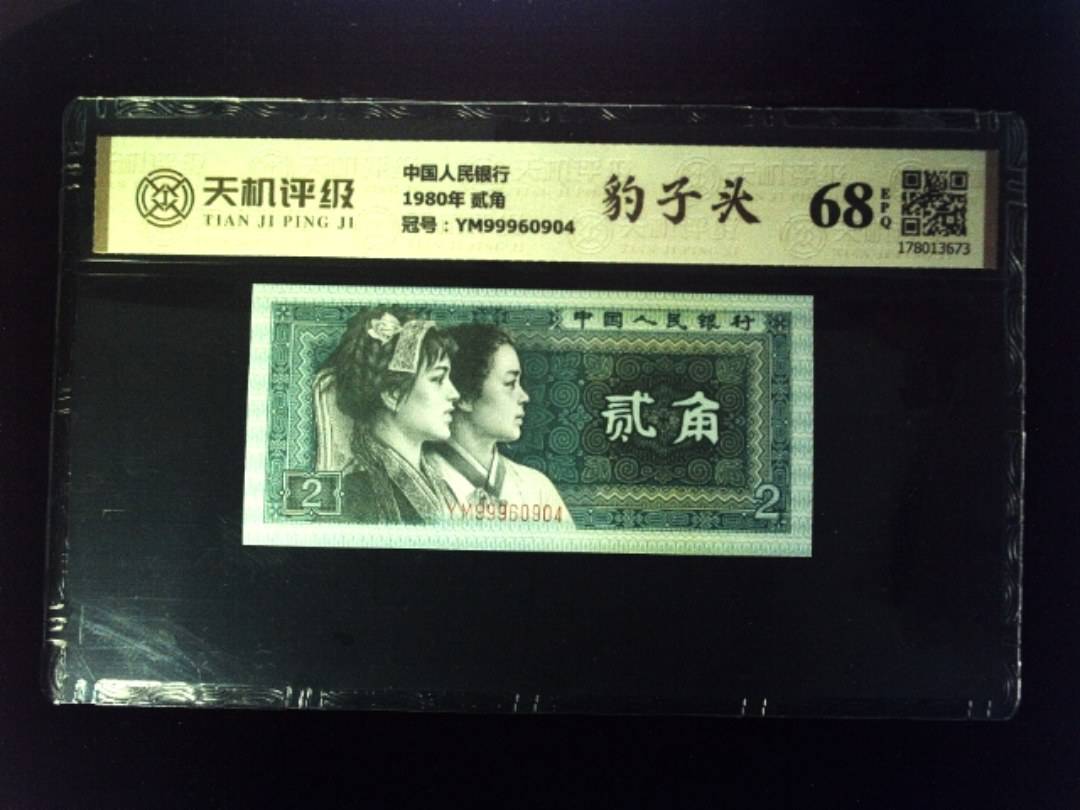 天机评级
TIAN JI PING JI
中国人民银行
1980年 贰角
冠号：YM99960904
豹子头
68
EPQ
178013673
中国人民银行
贰角
2
2
YM99960904